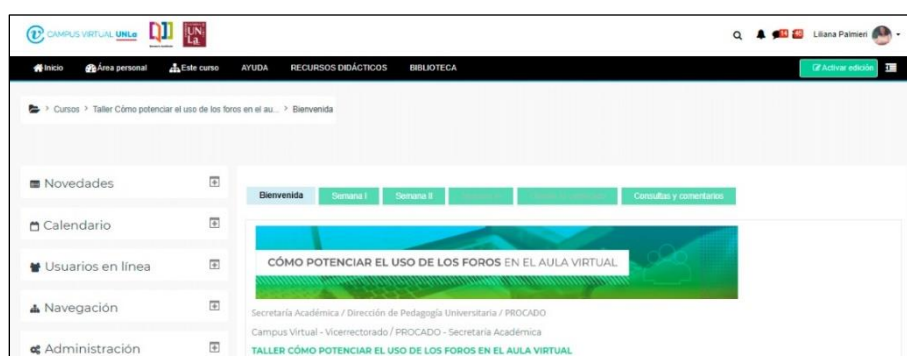 CAMPUS VIRTUAL UNLa
UN
La
Liliana Palmieri
Inicio Área personal Este curso AYUDA RECURSOS DIDÁCTICOS BIBLIOTECA Activar edición
> Cursos > Taller Cómo potenciar el uso de los foros en el au... > Bienvenida
Novedades
Calendario
Usuarios en línea
Navegación
Administración
Bienvenida Semana I Semana II Consultas y comentarios
CÓMO POTENCIAR EL USO DE LOS FOROS EN EL AULA VIRTUAL
Secretaría Académica / Dirección de Pedagogía Universitaria / PROCADO
Campus Virtual - Vicerrectorado / PROCADO - Secretaría Académica
TALLER CÓMO POTENCIAR EL USO DE LOS FOROS EN EL AULA VIRTUAL